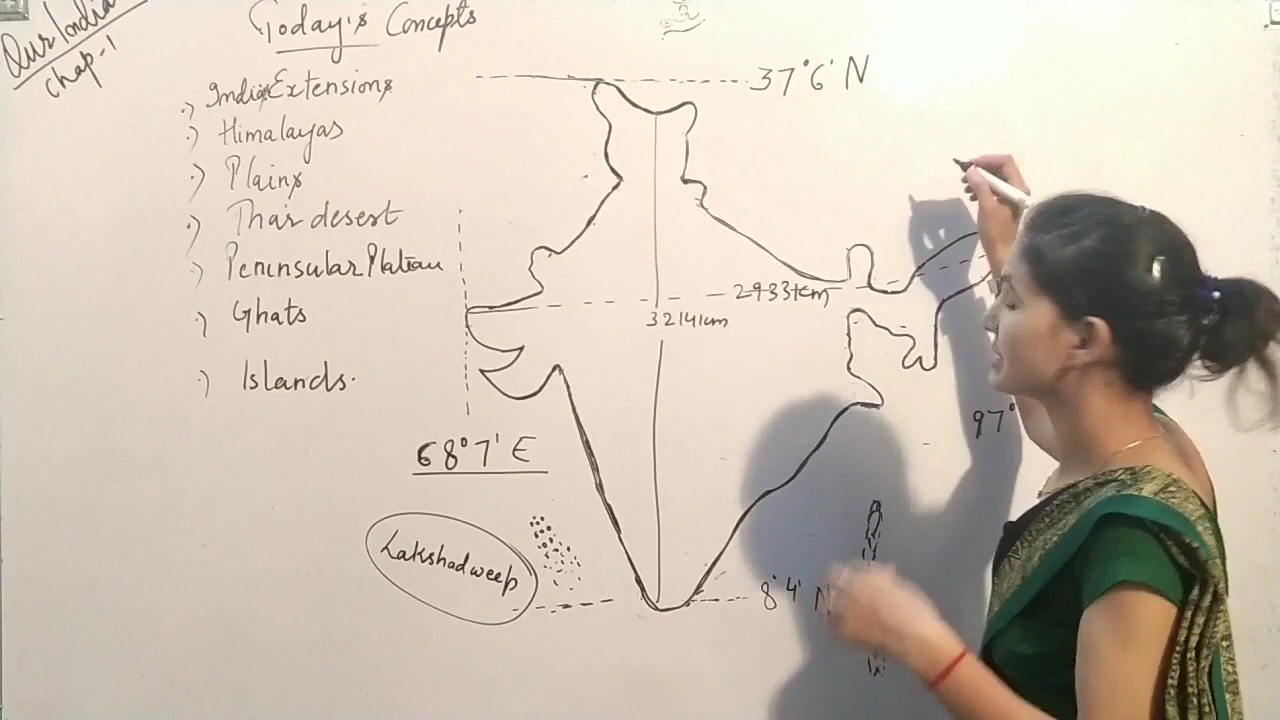 Our India
Chap-1
Today's Concepts
India Extensions
Himalayas
Plains
Thar desert
Peninsular Plateau
Ghats
Islands.
37°6' N
2933km
3214km
68°7' E
97°
Lakshadweep
8°4' N